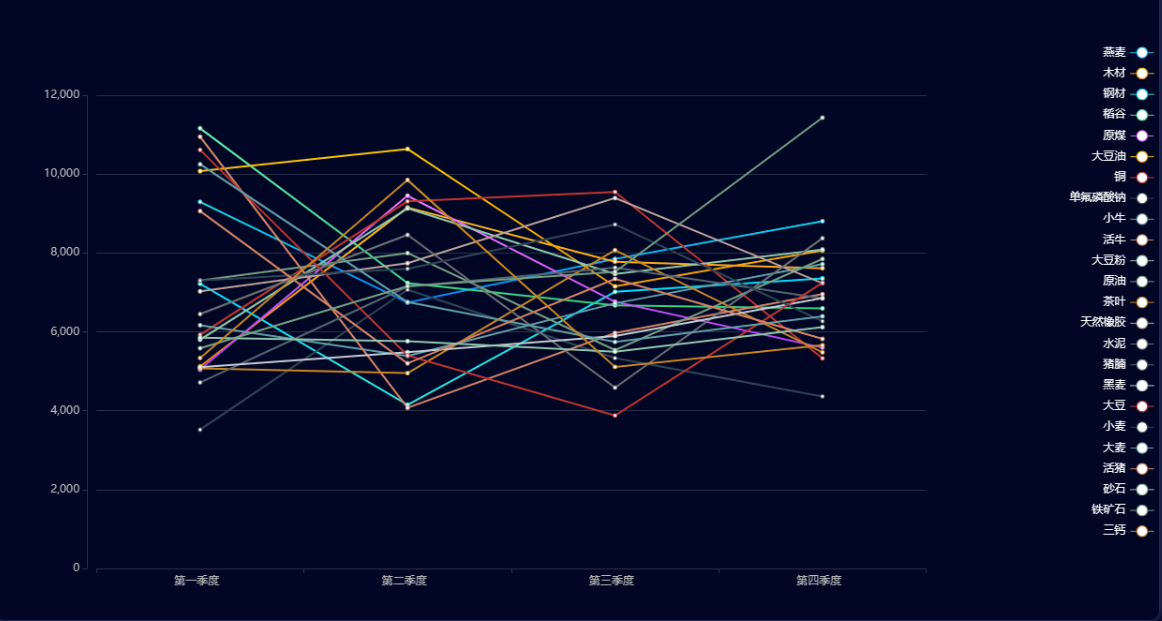 燕麦
木材
钢材
稻谷
原煤
大豆油
铜
单氟磷酸钠
小牛
活牛
大豆粉
原油
茶叶
天然橡胶
水泥
猪腩
黑麦
大豆
小麦
大麦
活猪
砂石
铁矿石
三钙
12,000
10,000
8,000
6,000
4,000
2,000
0
第一季度 第二季度 第三季度 第四季度